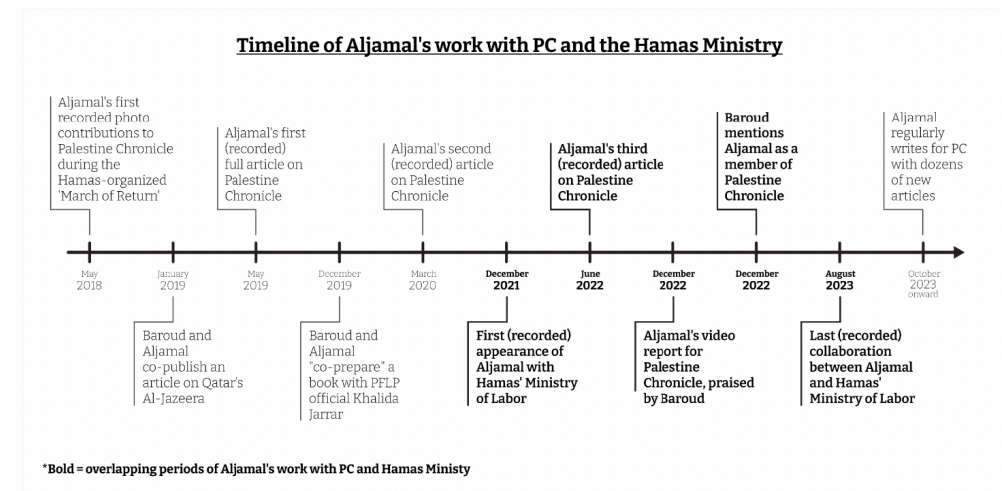 Timeline of Aljamal's work with PC and the Hamas Ministry
Aljamal's first
recorded photo
contributions to
Palestine Chronicle
during the
Hamas-organized
'March of Return'
Aljamal's first
(recorded)
full article on
Palestine
Chronicle
Aljamal's second
(recorded) article
on Palestine
Chronicle
Aljamal's third
(recorded) article
on Palestine
Chronicle
Baroud
mentions
Aljamal as a
member of
Palestine
Chronicle
Aljamal
regularly
writes for PC
with dozens
of new
articles
May
2018
January
2019
May
2019
December
2019
March
2020
December
2021
June
2022
December
2022
December
2022
August
2023
October
2023
onward
Baroud and
Aljamal
co-publish an
article on Qatar's
Al-Jazeera
Baroud and
Aljamal
"co-prepare" a
book with PFLP
official Khalida
Jarrar
First (recorded)
appearance of
Aljamal with
Hamas' Ministry
of Labor
Aljamal's video
report for
Palestine
Chronicle, praised
by Baroud
Last (recorded)
collaboration
between Aljamal
and Hamas'
Ministry of Labor
*Bold = overlapping periods of Aljamal's work with PC and Hamas Ministy